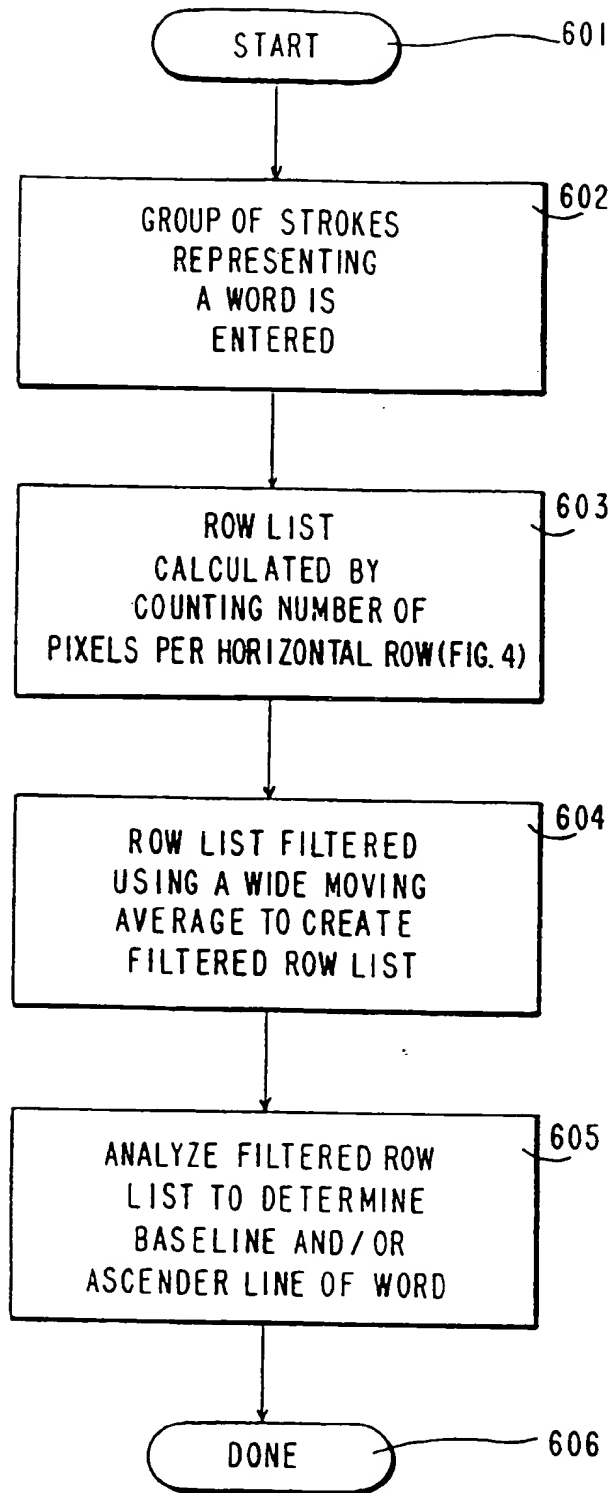 START
601
602
GROUP OF STROKES
REPRESENTING
A WORD IS
ENTERED
603
ROW LIST
CALCULATED BY
COUNTING NUMBER OF
PIXELS PER HORIZONTAL ROW (FIG. 4)
604
ROW LIST FILTERED
USING A WIDE MOVING
AVERAGE TO CREATE
FILTERED ROW LIST
605
ANALYZE FILTERED ROW
LIST TO DETERMINE
BASELINE AND/OR
ASCENDER LINE OF WORD
DONE
606